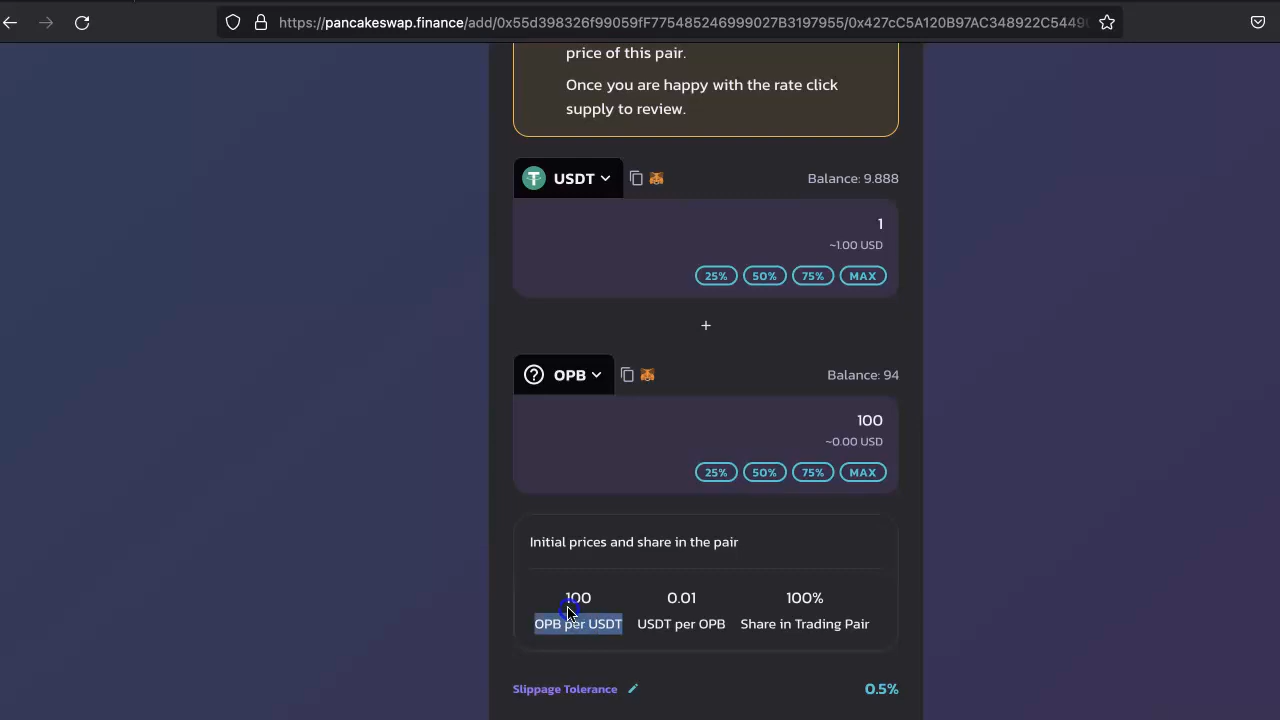 https://pancakeswap.finance/add/0x55d398326f99059fF775485246999027B3197955/0x427cC5A120B97AC348922C5449
price of this pair.
Once you are happy with the rate click
supply to review.
USDT
Balance: 9.888
1
~1.00 USD
25% 50% 75% MAX
+
OPB
Balance: 94
100
~0.00 USD
25% 50% 75% MAX
Initial prices and share in the pair
100 0.01 100%
OPB per USDT USDT per OPB Share in Trading Pair
Slippage Tolerance 0.5%